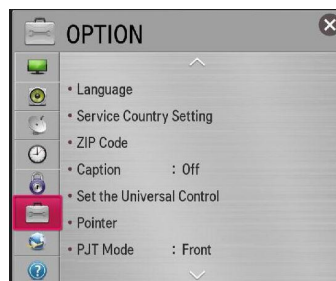 OPTION
• Language
• Service Country Setting
• ZIP Code
• Caption : Off
• Set the Universal Control
• Pointer
• PJT Mode : Front